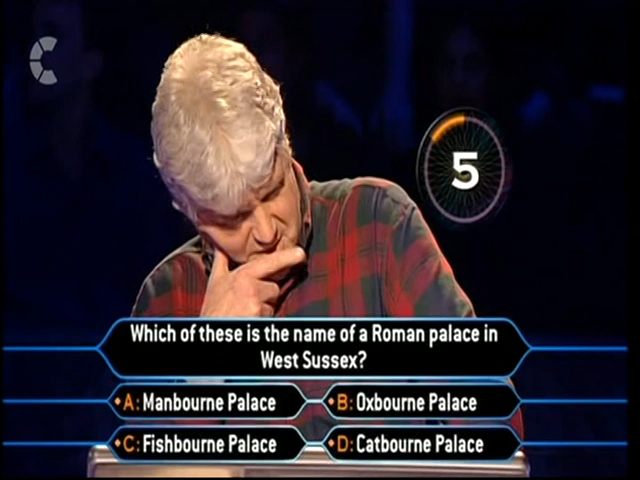 5
Which of these is the name of a Roman palace in
West Sussex?
A: Manbourne Palace
B: Oxbourne Palace
C: Fishbourne Palace
D: Catbourne Palace